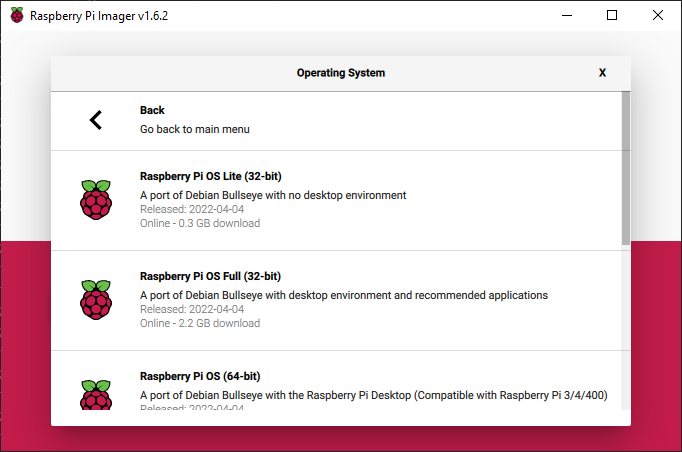 Raspberry Pi Imager v1.6.2
Operating System
X
Back
Go back to main menu
Raspberry Pi OS Lite (32-bit)
A port of Debian Bullseye with no desktop environment
Released: 2022-04-04
Online - 0.3 GB download
Raspberry Pi OS Full (32-bit)
A port of Debian Bullseye with desktop environment and recommended applications
Released: 2022-04-04
Online - 2.2 GB download
Raspberry Pi OS (64-bit)
A port of Debian Bullseye with the Raspberry Pi Desktop (Compatible with Raspberry Pi 3/4/400)
Released: 2022-04-04